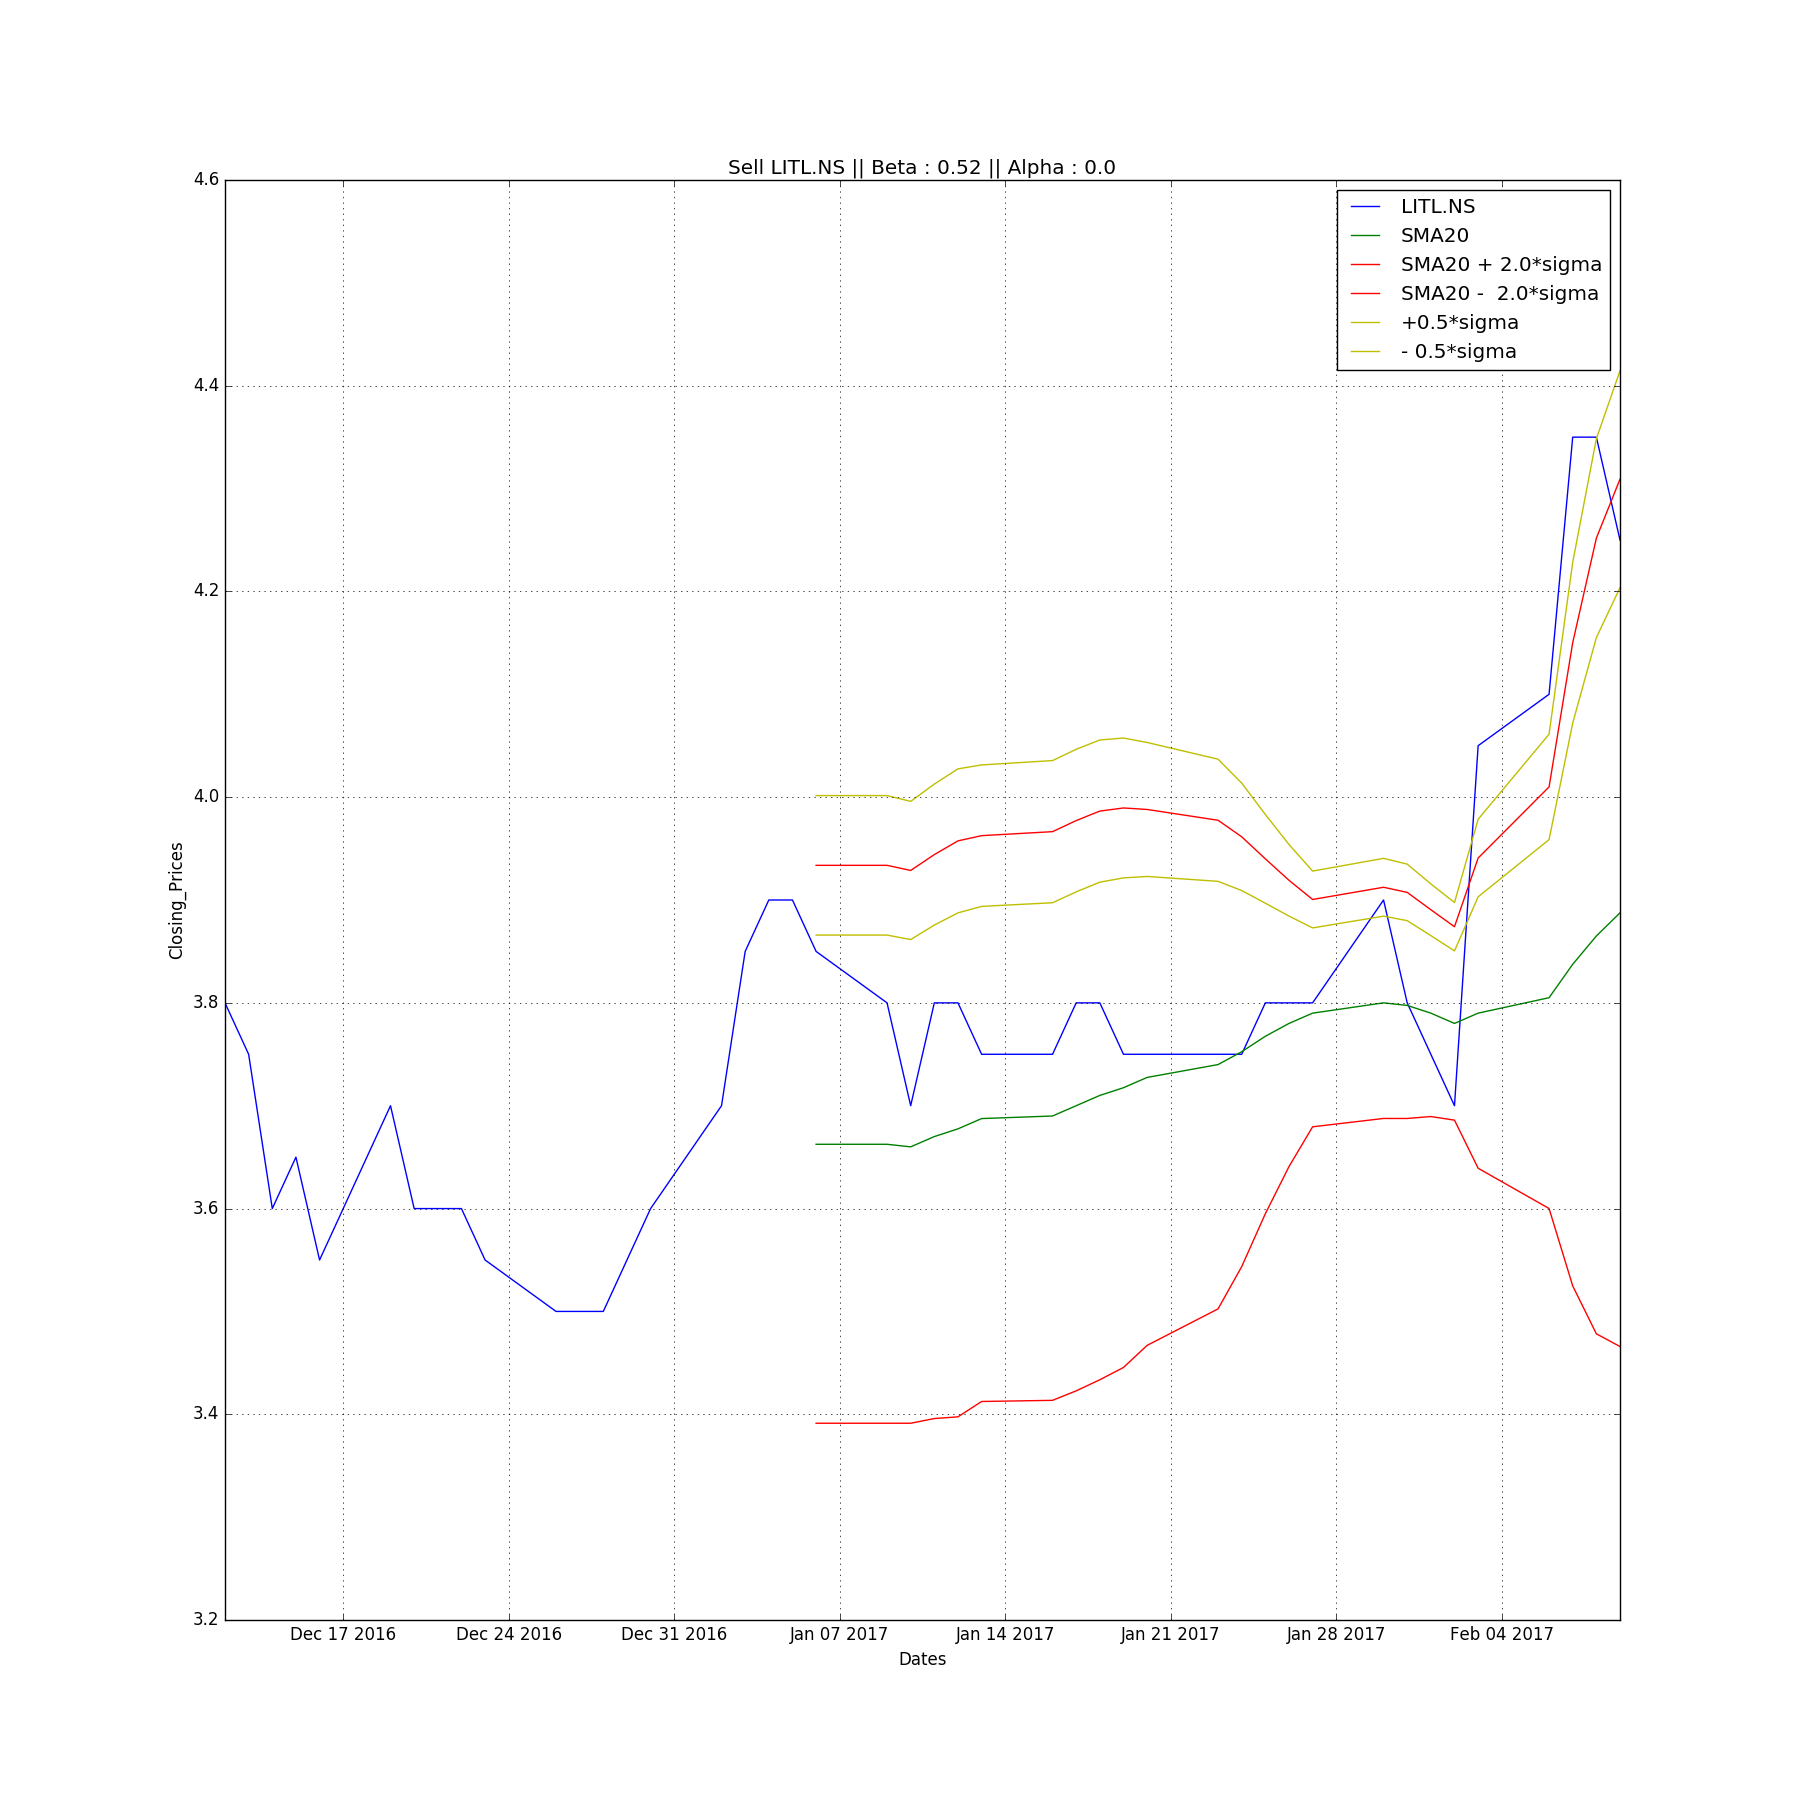 Sell LITL.NS || Beta : 0.52 || Alpha : 0.0
LITL.NS
SMA20
SMA20 + 2.0*sigma
SMA20 -  2.0*sigma
+0.5*sigma
- 0.5*sigma
4.6
4.4
4.2
4.0
3.8
3.6
3.4
3.2
Closing_Prices
Dec 17 2016
Dec 24 2016
Dec 31 2016
Jan 07 2017
Jan 14 2017
Jan 21 2017
Jan 28 2017
Feb 04 2017
Dates